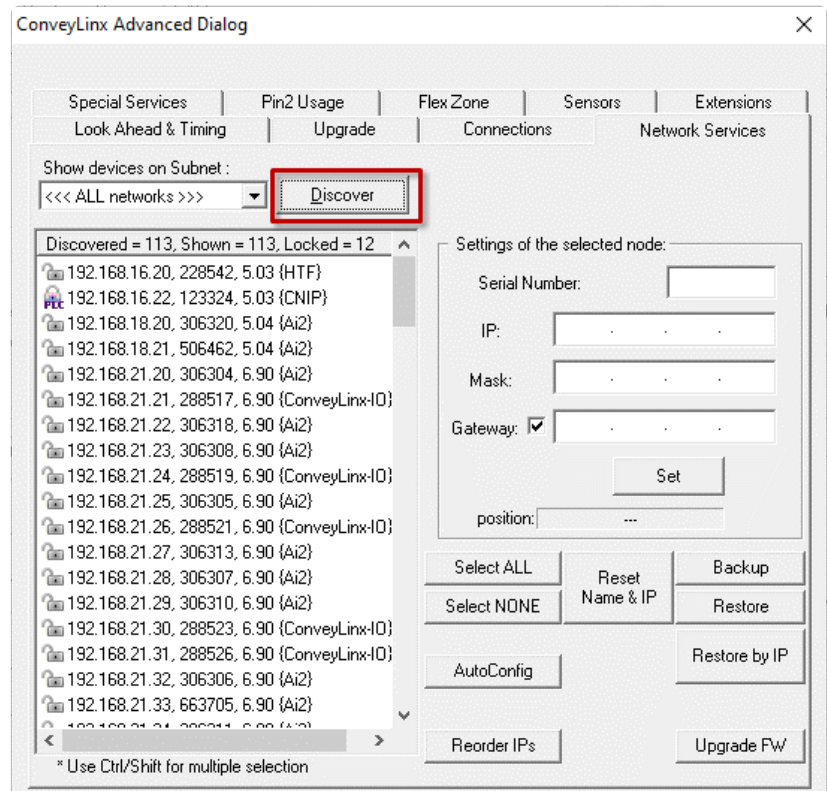 ConveyLinx Advanced Dialog
Special Services
Pin2 Usage
Flex Zone
Sensors
Extensions
Look Ahead & Timing
Upgrade
Connections
Network Services
Show devices on Subnet :
<<< ALL networks >>>
Discover
Discovered = 113, Shown = 113, Locked = 12
192.168.16.20, 228542, 5.03 {HTF}
PLC
192.168.16.22, 123324, 5.03 {CNIP}
192.168.18.20, 306320, 5.04 {Ai2}
192.168.18.21, 506462, 5.04 {Ai2}
192.168.21.20, 306304, 6.90 {Ai2}
192.168.21.21, 288517, 6.90 {ConveyLinx-IO}
192.168.21.22, 306318, 6.90 {Ai2}
192.168.21.23, 306308, 6.90 {Ai2}
192.168.21.24, 288519, 6.90 {ConveyLinx-IO}
192.168.21.25, 306305, 6.90 {Ai2}
192.168.21.26, 288521, 6.90 {ConveyLinx-IO}
192.168.21.27, 306313, 6.90 {Ai2}
192.168.21.28, 306307, 6.90 {Ai2}
192.168.21.29, 306310, 6.90 {Ai2}
192.168.21.30, 288523, 6.90 {ConveyLinx-IO}
192.168.21.31, 288526, 6.90 {ConveyLinx-IO}
192.168.21.32, 306306, 6.90 {Ai2}
192.168.21.33, 663705, 6.90 {Ai2}
* Use Ctrl/Shift for multiple selection
Settings of the selected node:
Serial Number:
IP:
Mask:
Gateway:
Set
position:
---
Select ALL
Select NONE
Reset
Name & IP
Backup
Restore
AutoConfig
Restore by IP
Reorder IPs
Upgrade FW